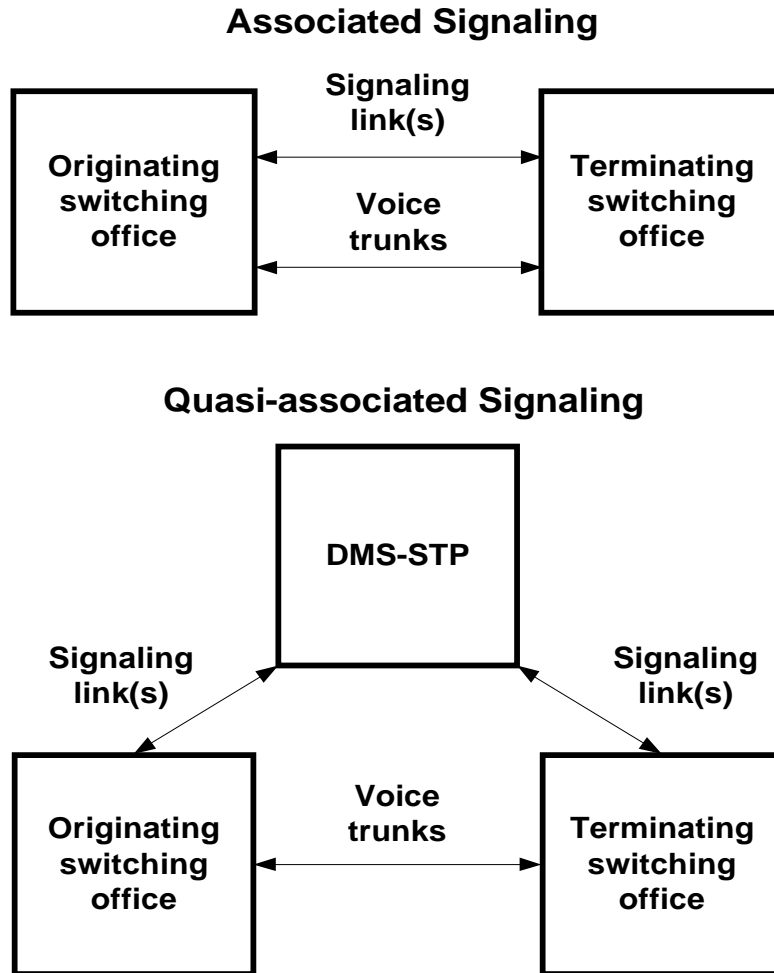 Associated Signaling
Signaling
link(s)
Originating
switching
office
Terminating
switching
office
Voice
trunks
Quasi-associated Signaling
DMS-STP
Signaling
link(s)
Signaling
link(s)
Originating
switching
office
Voice
trunks
Terminating
switching
office